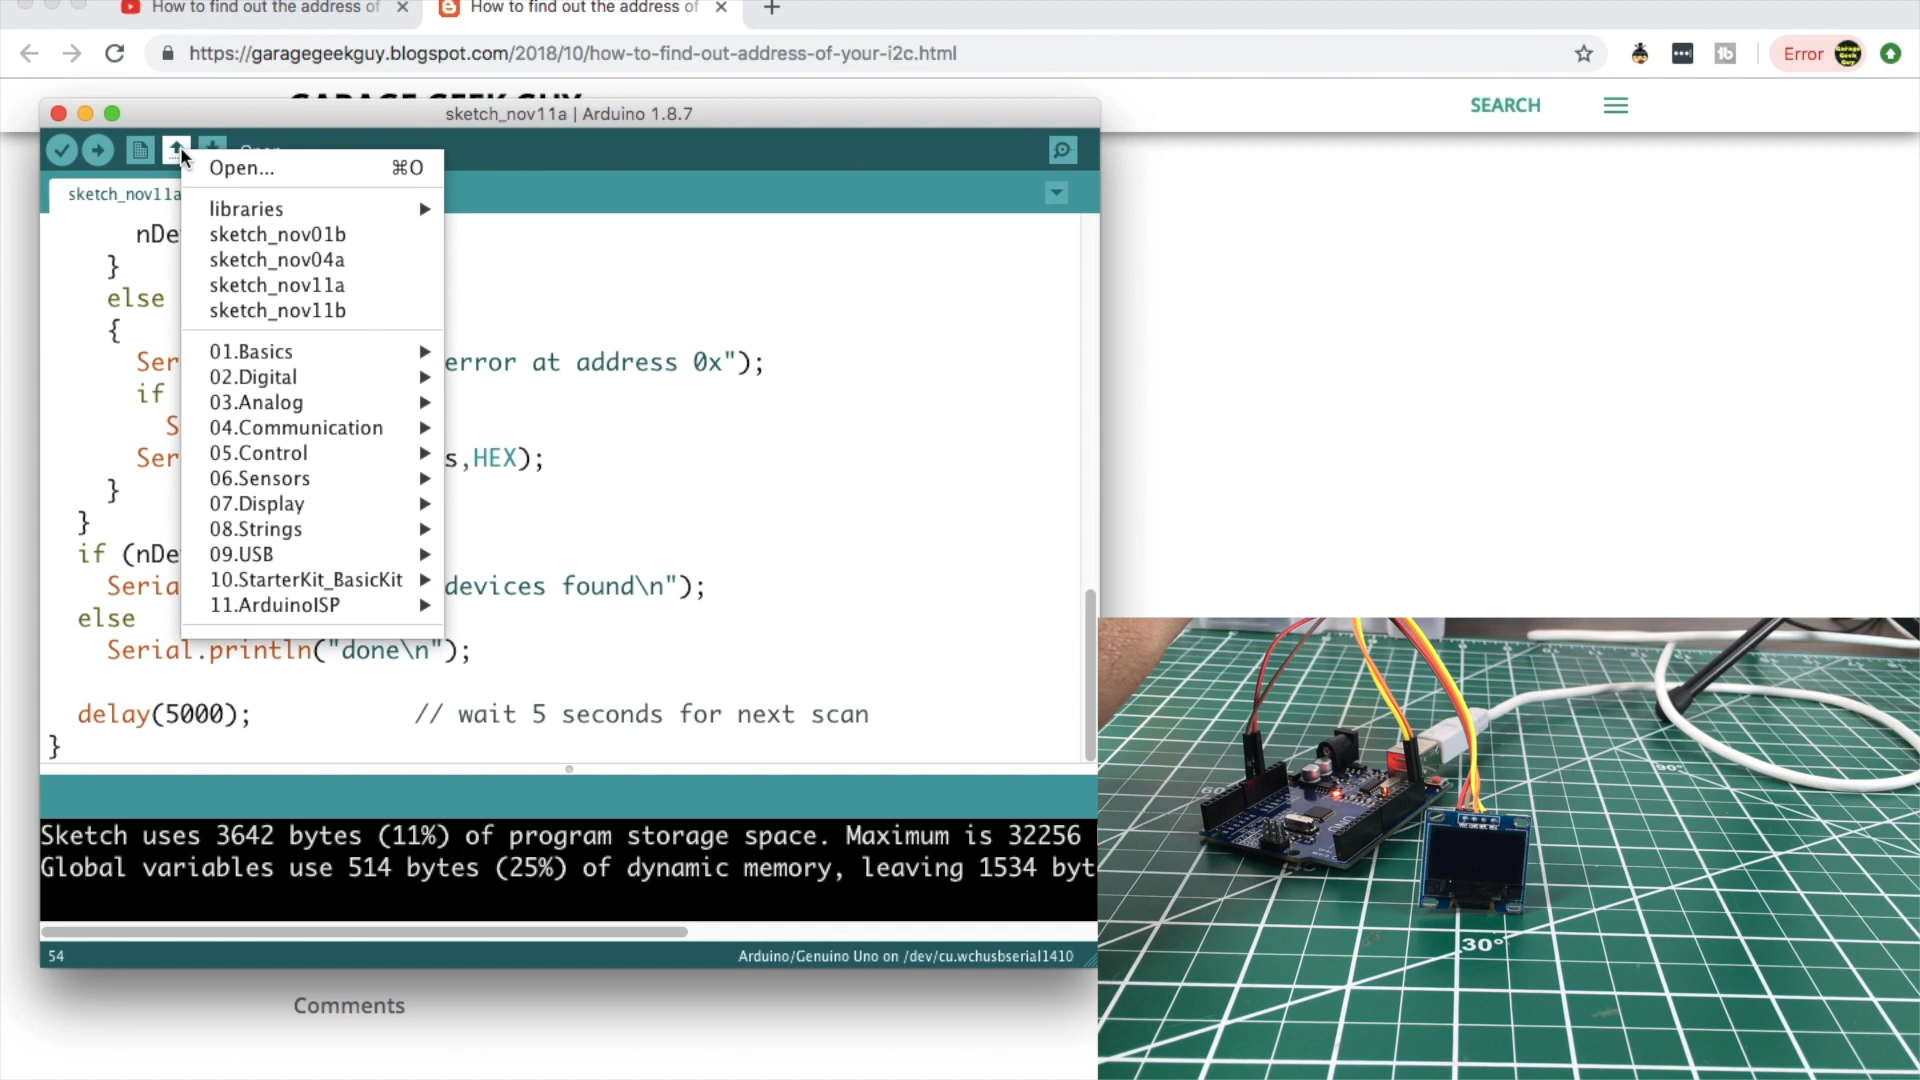 How to find out the address of
How to find out the address of
https://garagegeekguy.blogspot.com/2018/10/how-to-find-out-address-of-your-i2c.html
Error
GARAGE GEEK GUY
SEARCH
sketch_nov11a | Arduino 1.8.7
Open
sketch_nov11a
Open... ⌘O
libraries
sketch_nov01b
sketch_nov04a
sketch_nov11a
sketch_nov11b
01.Basics
02.Digital
03.Analog
04.Communication
05.Control
06.Sensors
07.Display
08.Strings
09.USB
10.StarterKit_BasicKit
11.ArduinoISP
nDe
}
else
{
Ser error at address 0x");
if
S
Ser s,HEX);
}
}
if (nDe
Seria devices found\n");
else
Serial.println("done\n");
delay(5000); // wait 5 seconds for next scan
}
Sketch uses 3642 bytes (11%) of program storage space. Maximum is 32256
Global variables use 514 bytes (25%) of dynamic memory, leaving 1534 byt
54
Arduino/Genuino Uno on /dev/cu.wchusbserial1410
Comments
90°
30°